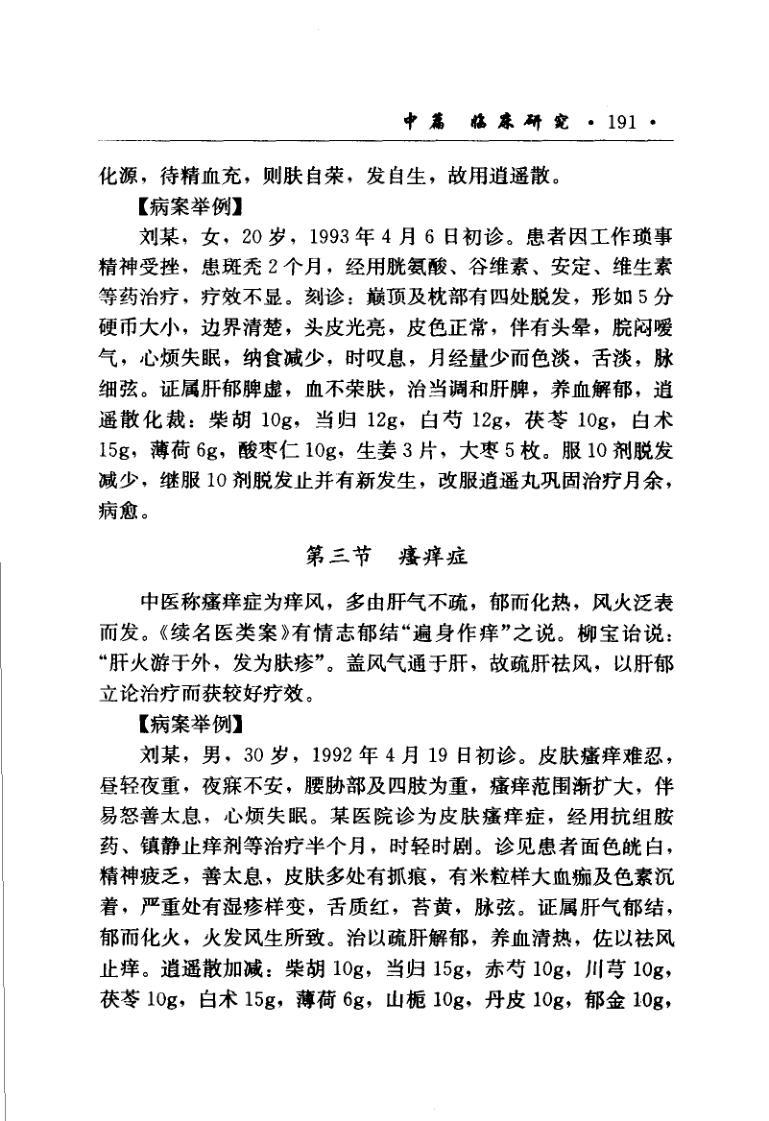 中篇 临床研究 · 191 ·
化源，待精血充，则肤自荣，发自生，故用逍遥散。
【病案举例】
刘某，女，20岁，1993年4月6日初诊。患者因工作琐事
精神受挫，患斑秃2个月，经用胱氨酸、谷维素、安定、维生素
等药治疗，疗效不显。刻诊：巅顶及枕部有四处脱发，形如5分
硬币大小，边界清楚，头皮光亮，皮色正常，伴有头晕，脘闷嗳
气，心烦失眠，纳食减少，时叹息，月经量少而色淡，舌淡，脉
细弦。证属肝郁脾虚，血不荣肤，治当调和肝脾，养血解郁，逍
遥散化裁：柴胡10g，当归12g，白芍12g，茯苓10g，白术
15g，薄荷6g，酸枣仁10g，生姜3片，大枣5枚。服10剂脱发
减少，继服10剂脱发止并有新发生，改服逍遥丸巩固治疗月余，
病愈。
第三节 瘙痒症
中医称瘙痒症为痒风，多由肝气不疏，郁而化热，风火泛表
而发。《续名医类案》有情志郁结“遍身作痒”之说。柳宝诒说：
“肝火游于外，发为肤疹”。盖风气通于肝，故疏肝祛风，以肝郁
立论治疗而获较好疗效。
【病案举例】
刘某，男，30岁，1992年4月19日初诊。皮肤瘙痒难忍，
昼轻夜重，夜寐不安，腰胁部及四肢为重，瘙痒范围渐扩大，伴
易怒善太息，心烦失眠。某医院诊为皮肤瘙痒症，经用抗组胺
药、镇静止痒剂等治疗半个月，时轻时剧。诊见患者面色㿠白，
精神疲乏，善太息，皮肤多处有抓痕，有米粒样大血痂及色素沉
着，严重处有湿疹样变，舌质红，苔黄，脉弦。证属肝气郁结，
郁而化火，火发风生所致。治以疏肝解郁，养血清热，佐以祛风
止痒。逍遥散加减：柴胡10g，当归15g，赤芍10g，川芎10g，
茯苓10g，白术15g，薄荷6g，山栀10g，丹皮10g，郁金10g，